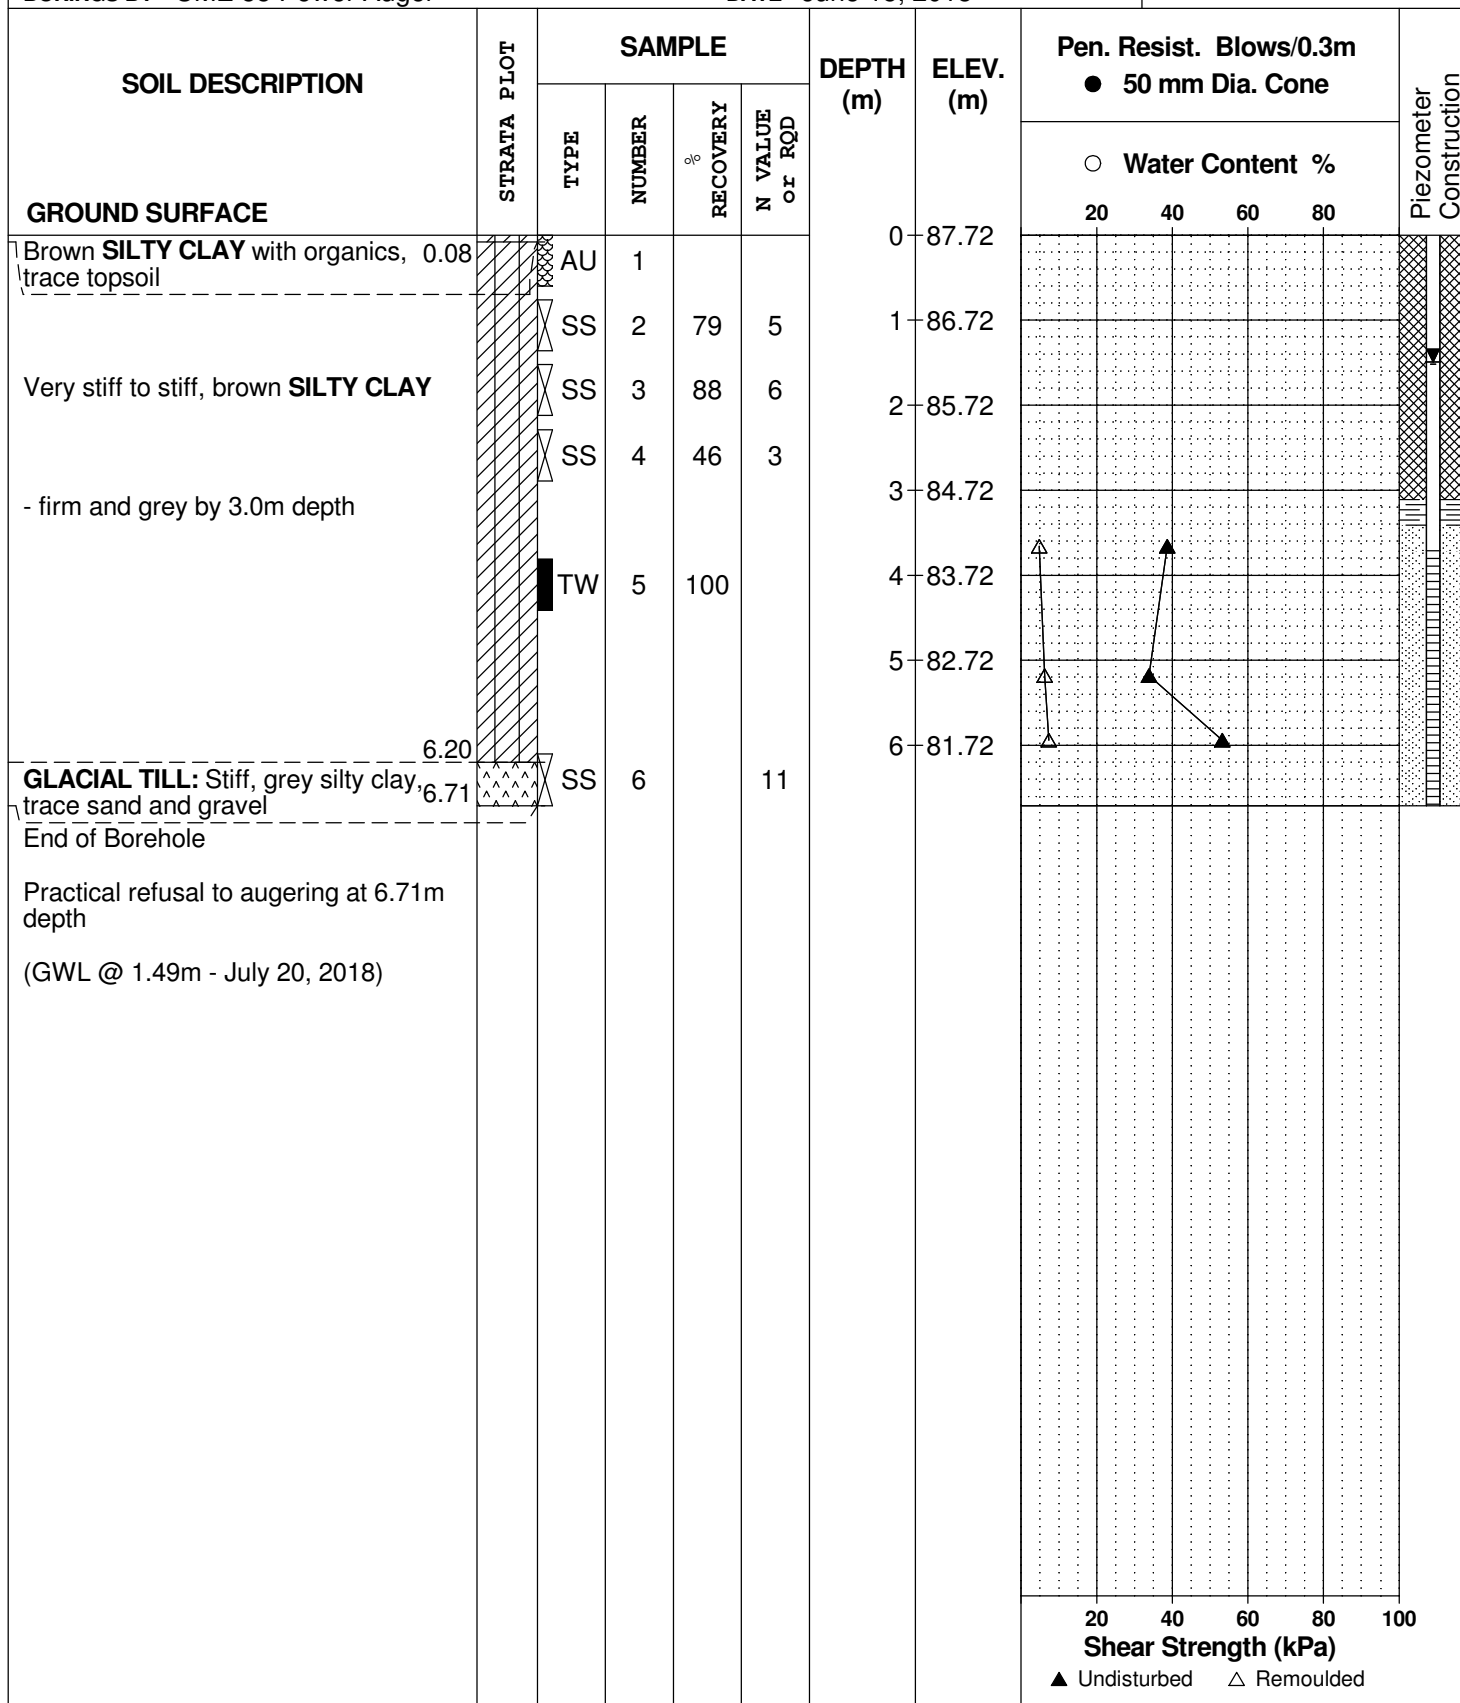 SOIL DESCRIPTION
GROUND SURFACE
STRATA PLOT
SAMPLE
TYPE
NUMBER
% RECOVERY
N VALUE or RQD
DEPTH (m)
ELEV. (m)
Pen. Resist. Blows/0.3m
● 50 mm Dia. Cone
○ Water Content %
20 40 60 80
Piezometer Construction
0 87.72
Brown SILTY CLAY with organics, 0.08
trace topsoil
AU 1
SS 2 79 5
1 86.72
Very stiff to stiff, brown SILTY CLAY
SS 3 88 6
2 85.72
SS 4 46 3
3 84.72
- firm and grey by 3.0m depth
TW 5 100
4 83.72
5 82.72
6.20
6 81.72
GLACIAL TILL: Stiff, grey silty clay, 6.71
trace sand and gravel
SS 6 11
End of Borehole
Practical refusal to augering at 6.71m
depth
(GWL @ 1.49m - July 20, 2018)
20 40 60 80 100
Shear Strength (kPa)
▲ Undisturbed △ Remoulded